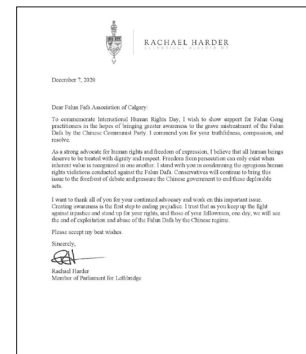 RACHAEL HARDER
December 7, 2020
Dear Falun Dafa Association of Calgary:
To commemorate International Human Rights Day, I wish to show support for Falun Gong
practitioners in the hopes of bringing greater awareness to the grave mistreatment of the Falun
Dafa by the Chinese Communist Party. I commend you for your truthfulness, compassion, and
resolve.
As a strong advocate for human rights and freedom of expression, I believe that all human beings
deserve to be treated with dignity and respect. Freedom from persecution can only exist when
inherent value is recognized in one another. I stand with you in condemning the egregious human
rights violations conducted against the Falun Dafa. Conservatives will continue to bring this
issue to the forefront of debate and pressure the Chinese government to end these deplorable
acts.
I want to thank all of you for your continued advocacy and work on this important issue.
Creating awareness is the first step to ending prejudice. I trust that as you keep up the fight
against injustice and stand up for your rights, and those of your fellow men, one day, we will see
the end of exploitation and abuse of the Falun Dafa by the Chinese regime.
Please accept my best wishes.
Sincerely,
Rachael Harder
Member of Parliament for Lethbridge